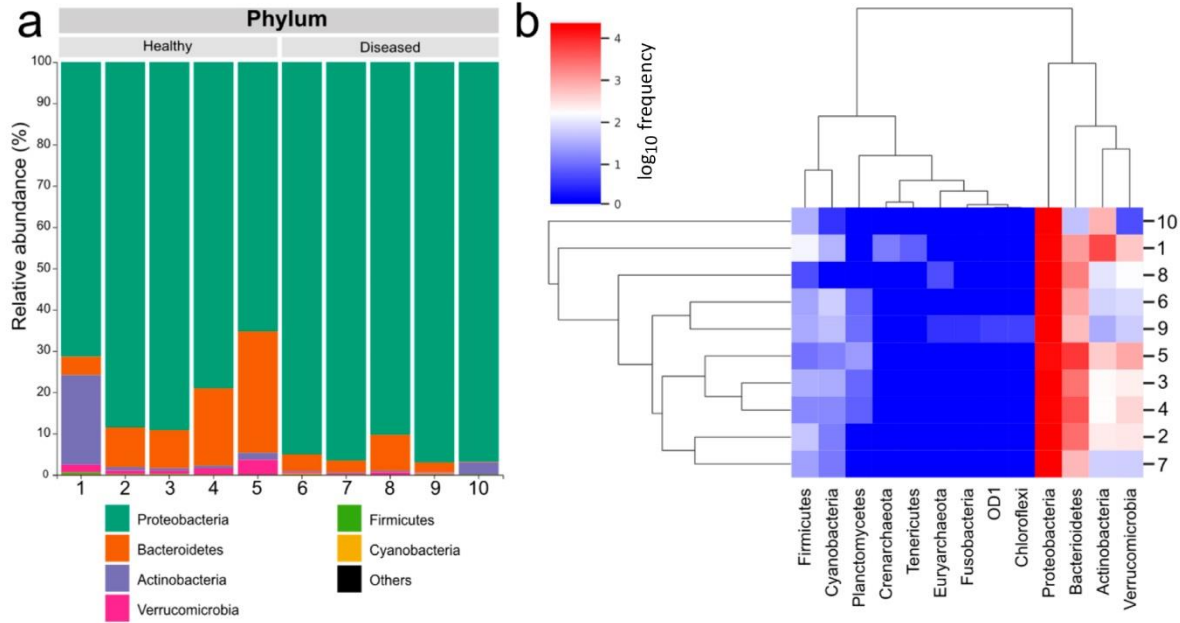 a
Phylum
Healthy Diseased
Relative abundance (%)
100
90
80
70
60
50
40
30
20
10
0
1 2 3 4 5 6 7 8 9 10
Proteobacteria
Bacteroidetes
Actinobacteria
Verrucomicrobia
Firmicutes
Cyanobacteria
Others
b
4
3
2
1
0
log10 frequency
10
1
8
6
9
5
3
4
2
7
Firmicutes
Cyanobacteria
Planctomycetes
Crenarchaeota
Tenericutes
Euryarchaeota
Fusobacteria
OD1
Chloroflexi
Proteobacteria
Bacterioidetes
Actinobacteria
Verrucomicrobia